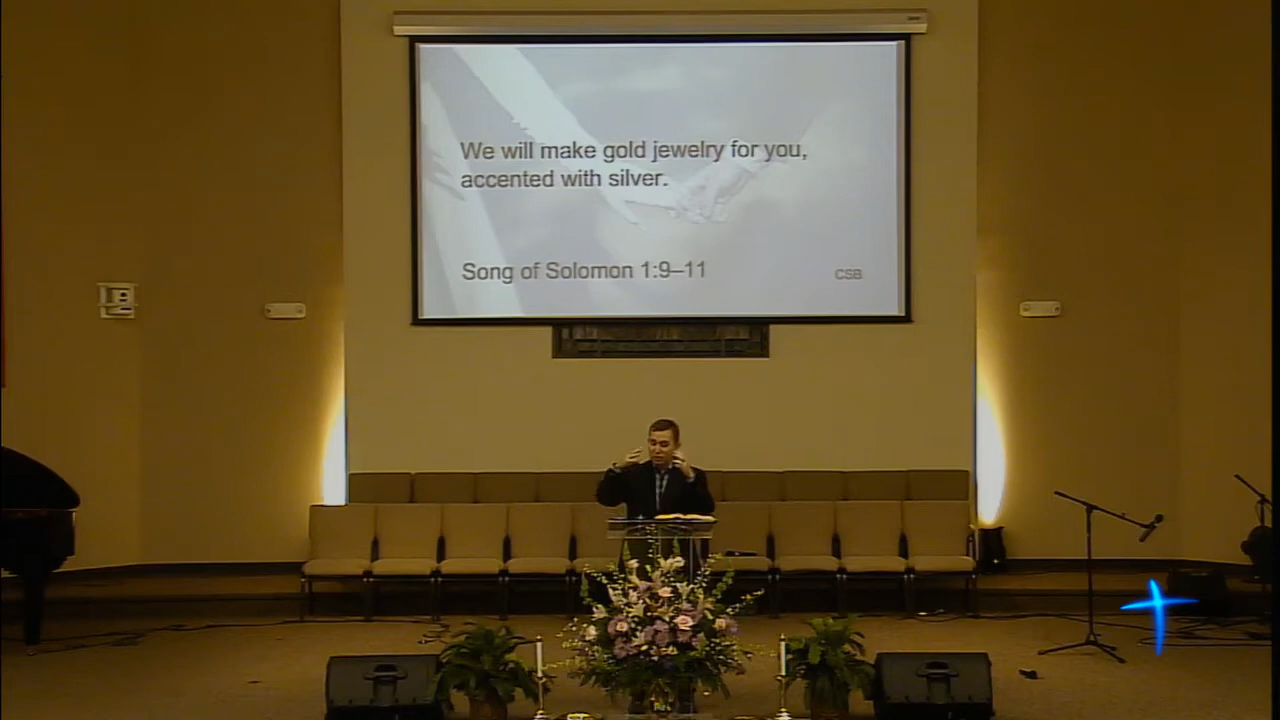 We will make gold jewelry for you,
accented with silver.
Song of Solomon 1:9–11
CSB